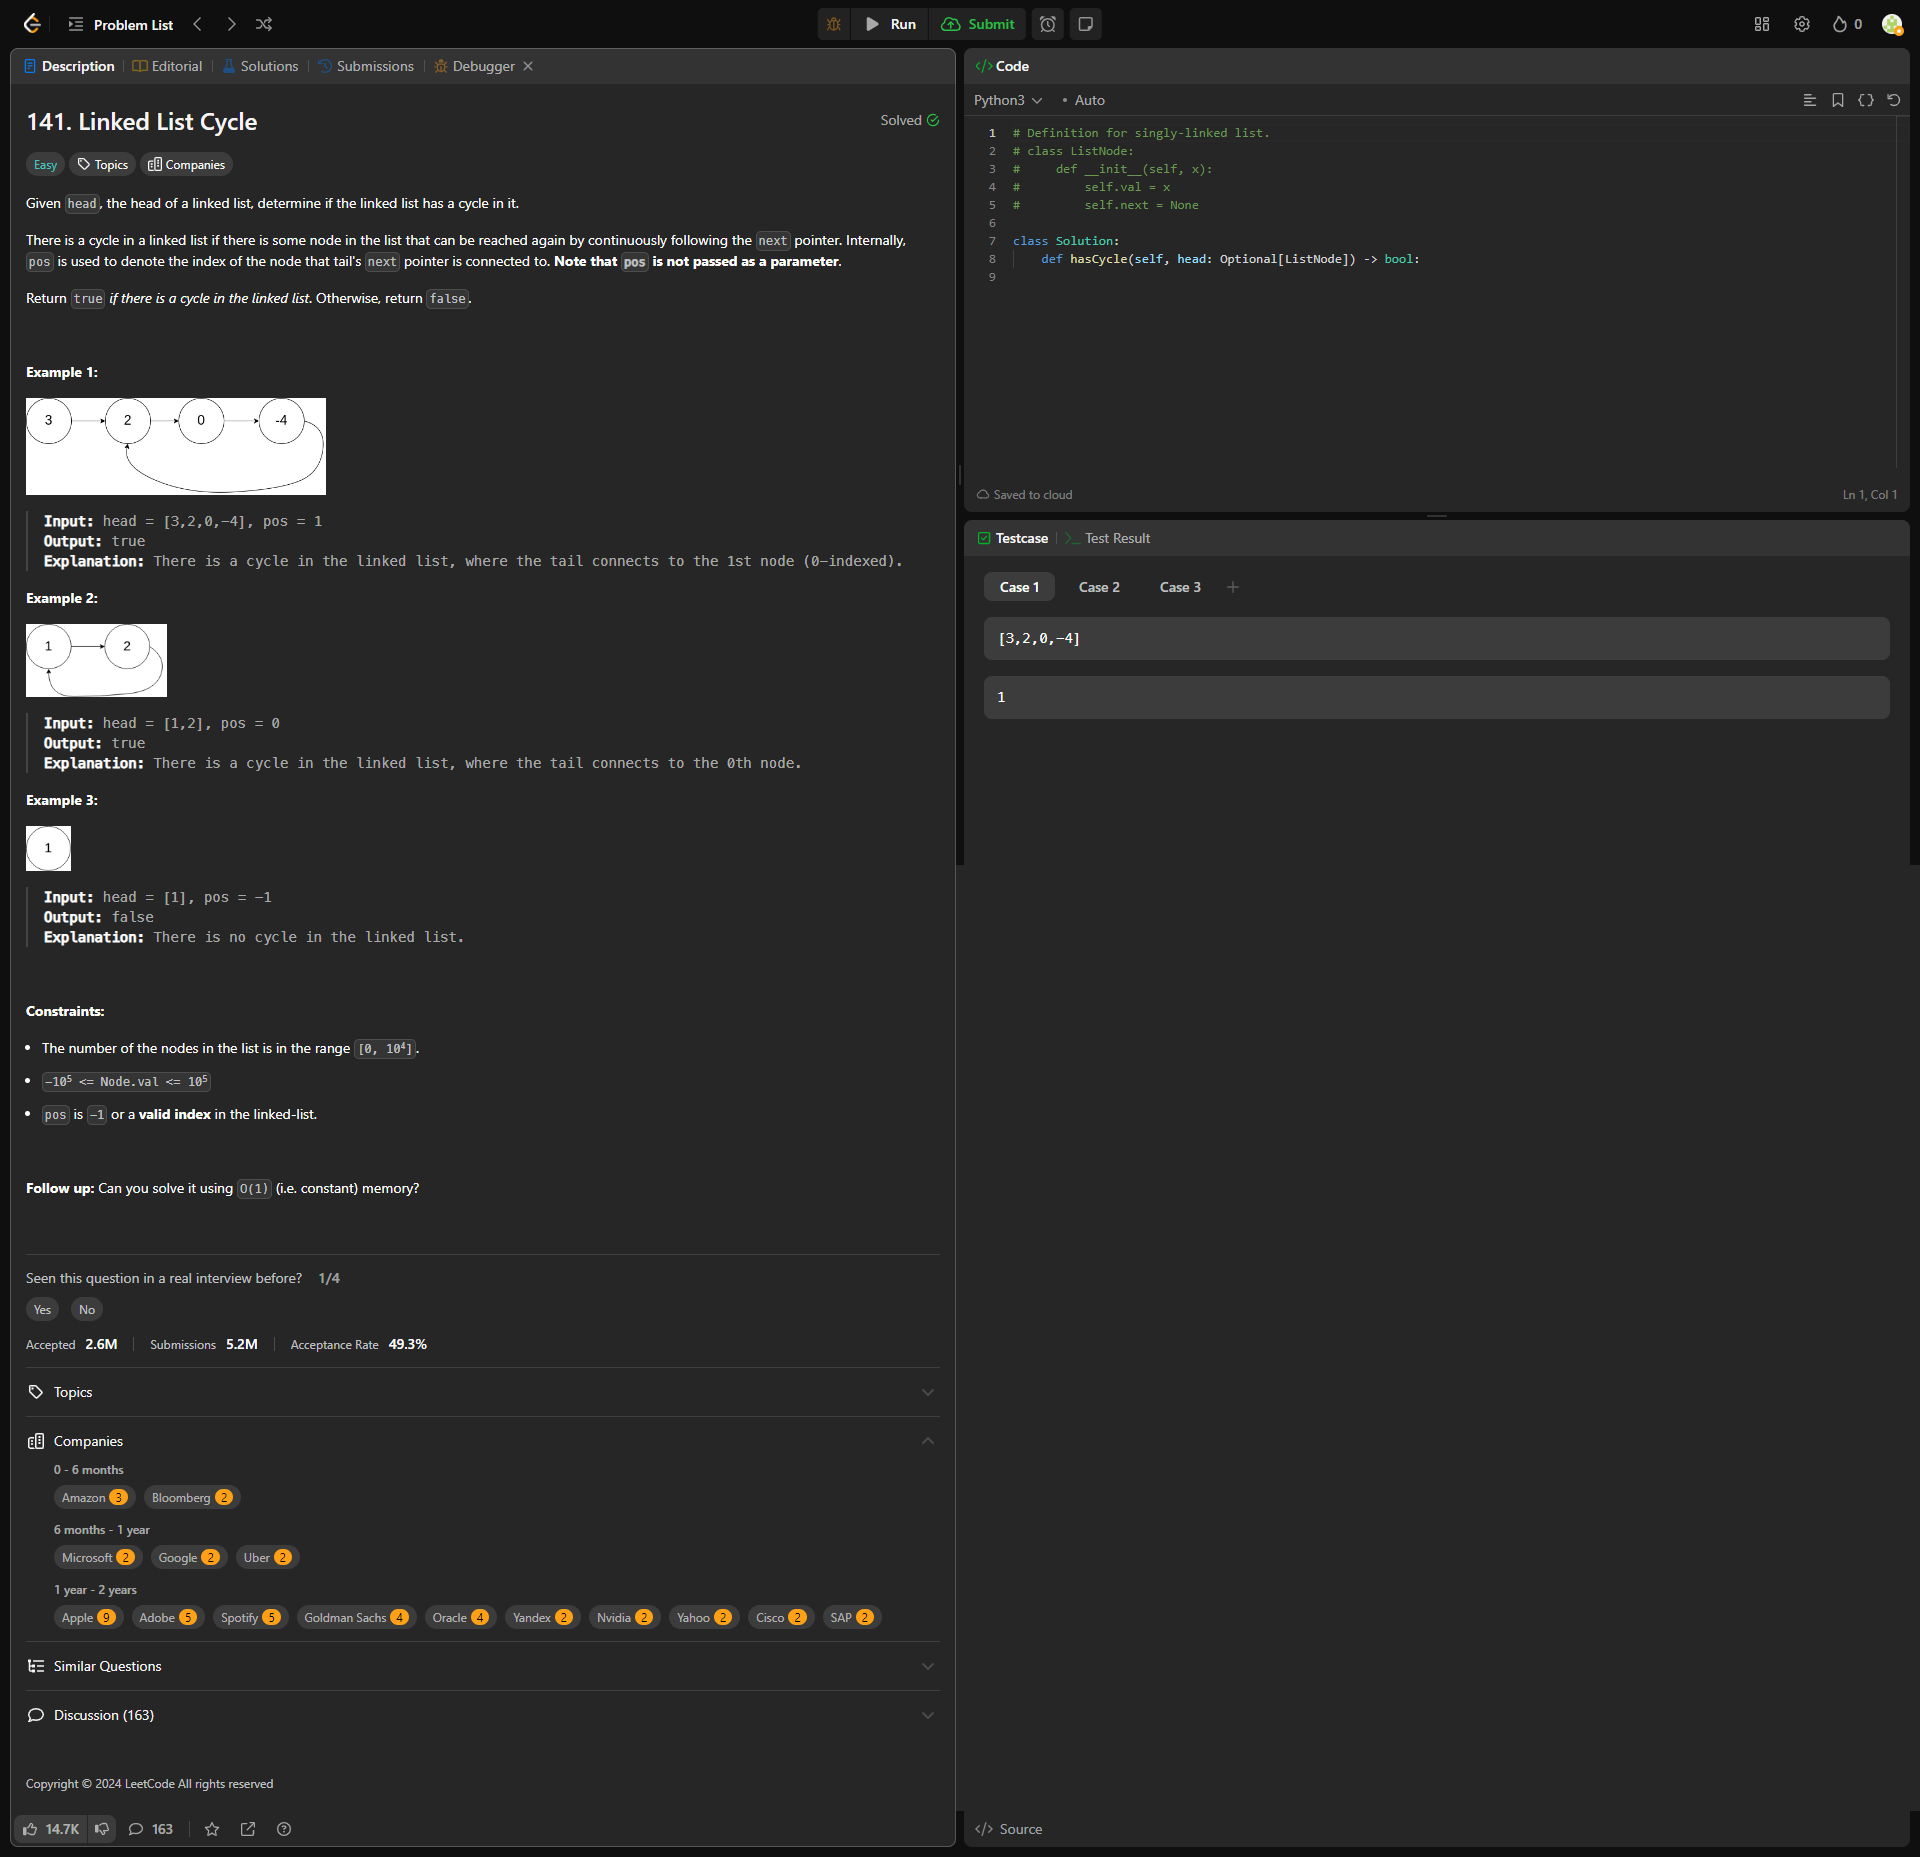 Problem List
Run
Submit
0
Description
Editorial
Solutions
Submissions
Debugger
141. Linked List Cycle
Solved
Easy
Topics
Companies
Given head, the head of a linked list, determine if the linked list has a cycle in it.
There is a cycle in a linked list if there is some node in the list that can be reached again by continuously following the next pointer. Internally,
pos is used to denote the index of the node that tail's next pointer is connected to. Note that pos is not passed as a parameter.
Return true if there is a cycle in the linked list. Otherwise, return false.
Example 1:
3 2 0 -4
Input: head = [3,2,0,-4], pos = 1
Output: true
Explanation: There is a cycle in the linked list, where the tail connects to the 1st node (0-indexed).
Example 2:
1 2
Input: head = [1,2], pos = 0
Output: true
Explanation: There is a cycle in the linked list, where the tail connects to the 0th node.
Example 3:
1
Input: head = [1], pos = -1
Output: false
Explanation: There is no cycle in the linked list.
Constraints:
• The number of the nodes in the list is in the range [0, 10⁴].
• -10⁵ <= Node.val <= 10⁵
• pos is -1 or a valid index in the linked-list.
Follow up: Can you solve it using O(1) (i.e. constant) memory?
Seen this question in a real interview before? 1/4
Yes No
Accepted 2.6M Submissions 5.2M Acceptance Rate 49.3%
Topics
Companies
0 - 6 months
Amazon 3 Bloomberg 2
6 months - 1 year
Microsoft 2 Google 2 Uber 2
1 year - 2 years
Apple 9 Adobe 5 Spotify 5 Goldman Sachs 4 Oracle 4 Yandex 2 Nvidia 2 Yahoo 2 Cisco 2 SAP 2
Similar Questions
Discussion (163)
Copyright © 2024 LeetCode All rights reserved
14.7K 163
</> Code
Python3 • Auto
1 # Definition for singly-linked list.
2 # class ListNode:
3 #     def __init__(self, x):
4 #         self.val = x
5 #         self.next = None
6
7 class Solution:
8     def hasCycle(self, head: Optional[ListNode]) -> bool:
9
Saved to cloud
Ln 1, Col 1
Testcase
>_ Test Result
Case 1 Case 2 Case 3 +
[3,2,0,-4]
1
</> Source